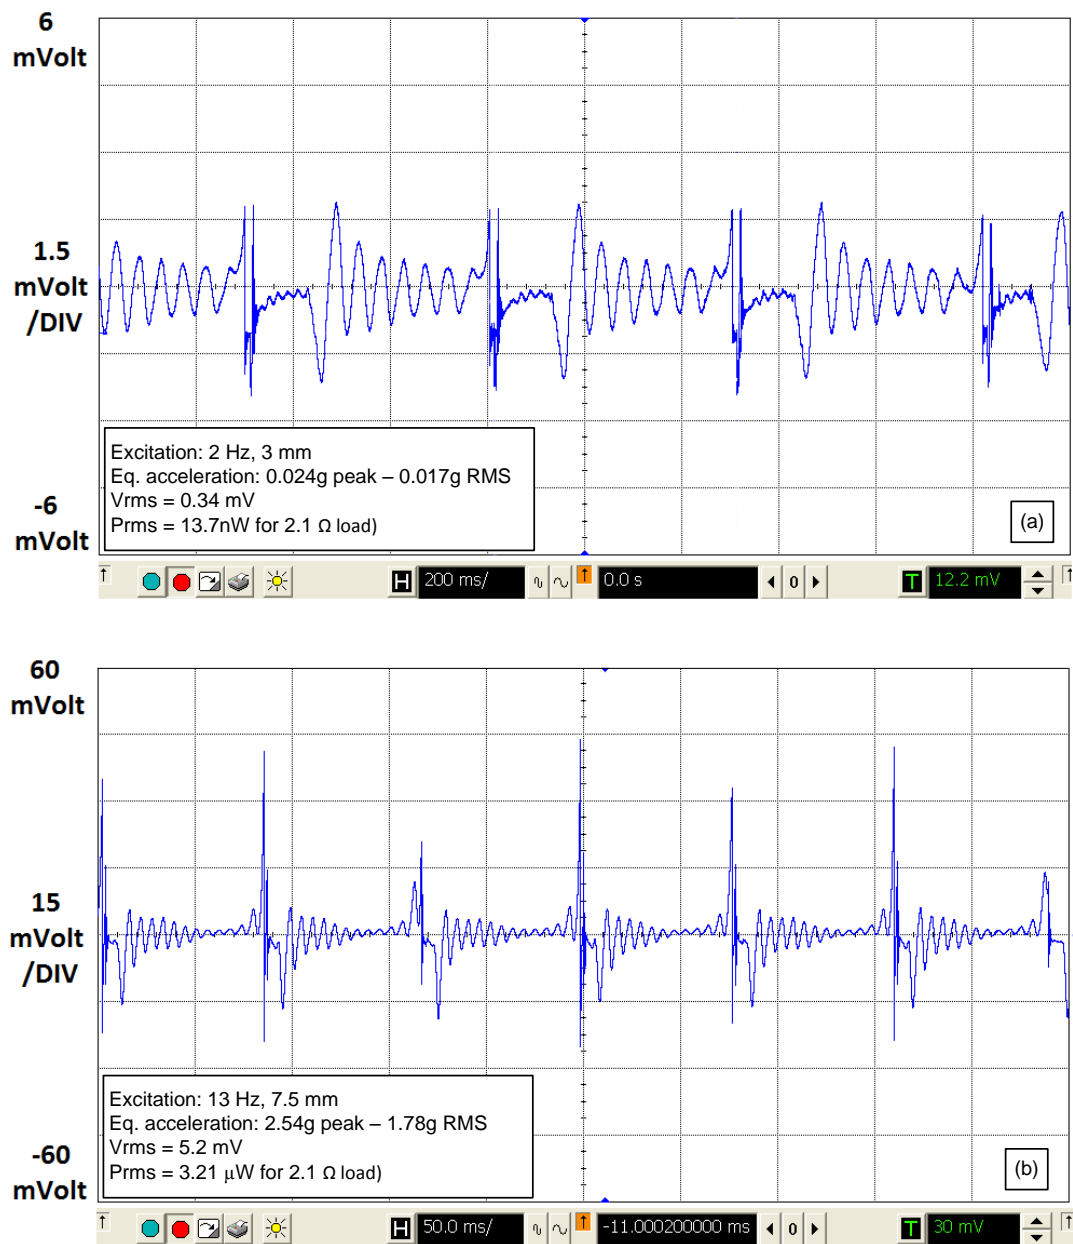 6
mVolt
1.5
mVolt
/DIV
-6
mVolt
Excitation: 2 Hz, 3 mm
Eq. acceleration: 0.024g peak – 0.017g RMS
Vrms = 0.34 mV
Prms = 13.7nW for 2.1 Ω load)
(a)
H 200 ms/ 0.0 s 0 T 12.2 mV
60
mVolt
15
mVolt
/DIV
-60
mVolt
Excitation: 13 Hz, 7.5 mm
Eq. acceleration: 2.54g peak – 1.78g RMS
Vrms = 5.2 mV
Prms = 3.21 μW for 2.1 Ω load)
(b)
H 50.0 ms/ -11.000200000 ms 0 T 30 mV